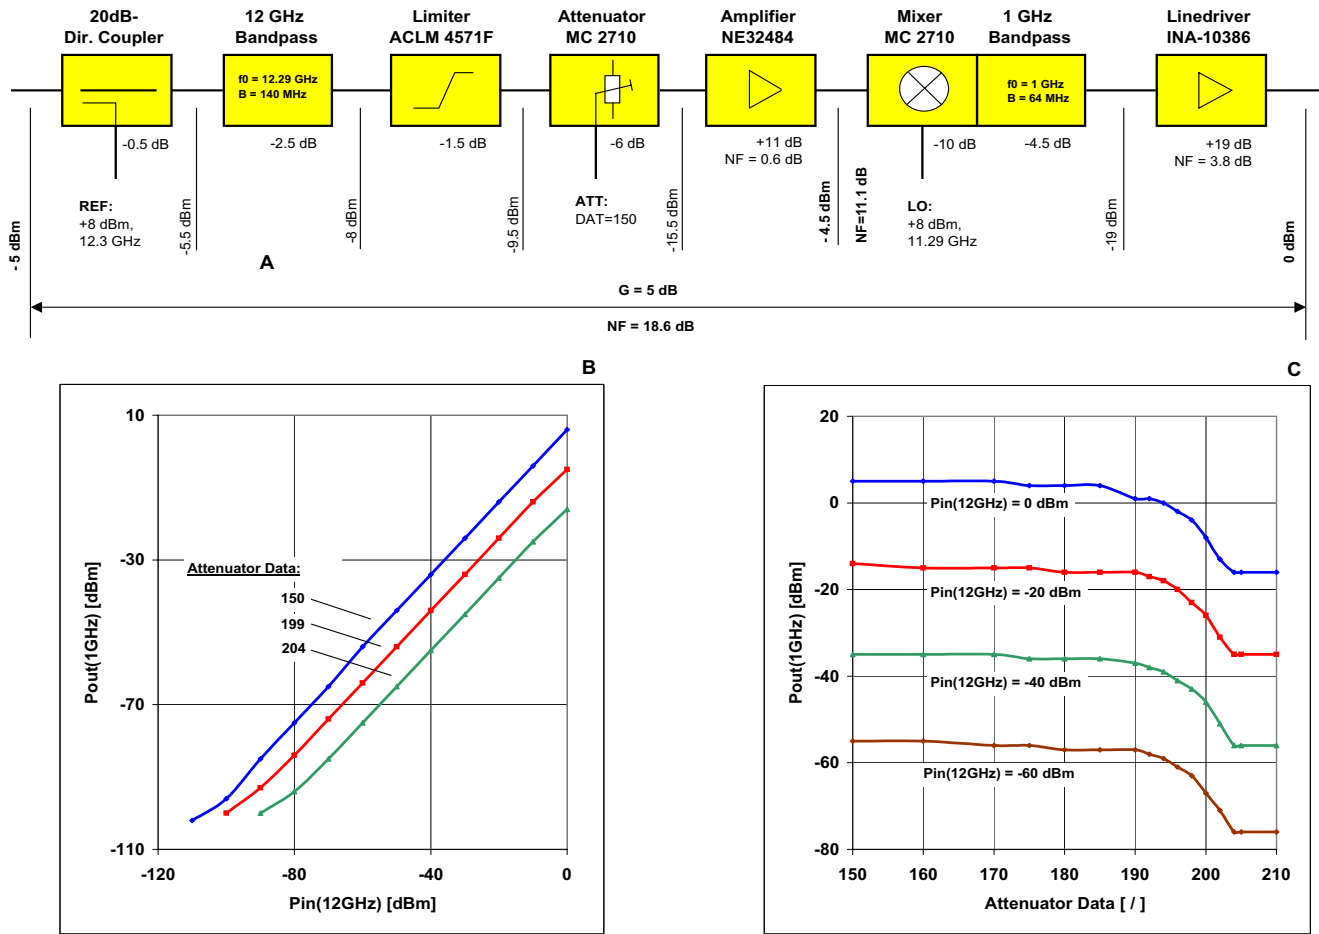 20dB-
Dir. Coupler
12 GHz
Bandpass
Limiter
ACLM 4571F
Attenuator
MC 2710
Amplifier
NE32484
Mixer
MC 2710
1 GHz
Bandpass
Linedriver
INA-10386
f0 = 12.29 GHz
B = 140 MHz
f0 = 1 GHz
B = 64 MHz
-0.5 dB
-2.5 dB
-1.5 dB
-6 dB
+11 dB
NF = 0.6 dB
-10 dB
-4.5 dB
+19 dB
NF = 3.8 dB
REF:
+8 dBm,
12.3 GHz
ATT:
DAT=150
LO:
+8 dBm,
11.29 GHz
- 5 dBm
-5.5 dBm
-8 dBm
-9.5 dBm
-15.5 dBm
- 4.5 dBm
NF=11.1 dB
-19 dBm
0 dBm
A
G = 5 dB
NF = 18.6 dB
B
10
-30
-70
-110
-120
-80
-40
0
Attenuator Data:
150
199
204
Pout(1GHz) [dBm]
Pin(12GHz) [dBm]
C
20
0
-20
-40
-60
-80
150
160
170
180
190
200
210
Pin(12GHz) = 0 dBm
Pin(12GHz) = -20 dBm
Pin(12GHz) = -40 dBm
Pin(12GHz) = -60 dBm
Pout(1GHz) [dBm]
Attenuator Data [ / ]